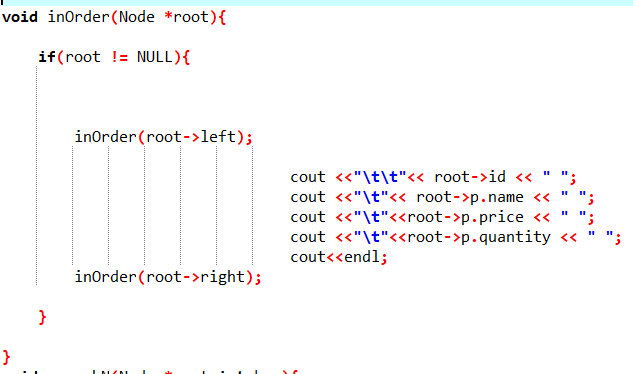 void inOrder(Node *root){
if(root != NULL){
inOrder(root->left);
cout <<"\t\t"<< root->id << " ";
cout <<"\t"<< root->p.name << " ";
cout <<"\t"<<root->p.price << " ";
cout <<"\t"<<root->p.quantity << " ";
cout<<endl;
inOrder(root->right);
}
}